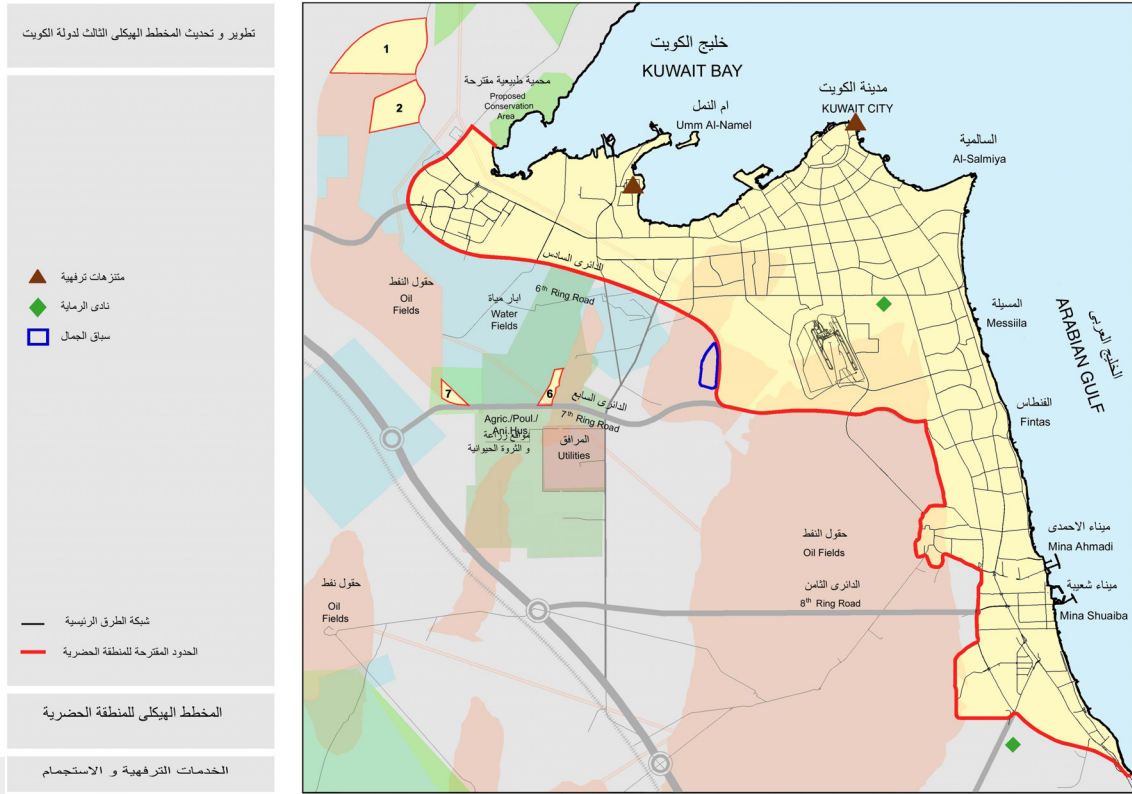 تطوير و تحديث المخطط الهيكلى الثالث لدولة الكويت
متنزهات ترفهية
نادى الرماية
سباق الجمال
شبكة الطرق الرئيسية
الحدود المقترحة للمنطقة الحضرية
المخطط الهيكلى للمنطقة الحضرية
الخدمات الترفهية و الاستجمام
1
2
خليج الكويت
KUWAIT BAY
محمية طبيعية مقترحة
Proposed
Conservation
Area
ام النمل
Umm Al-Namel
مدينة الكويت
KUWAIT CITY
السالمية
Al-Salmiya
الدائرى السادس
6th Ring Road
حقول النفط
Oil
Fields
ابار مياة
Water
Fields
المسيلة
Messiila
الخليج العربى
ARABIAN GULF
7
6
الدائرى السابع
7th Ring Road
Agric./Poul./
Ani.Hus.
مواقع زراعة
و الثروة الحيوانية
المرافق
Utilities
الفنطاس
Fintas
حقول النفط
Oil Fields
ميناء الاحمدى
Mina Ahmadi
ميناء شعيبة
Mina Shuaiba
الدائرى الثامن
8th Ring Road
حقول نفط
Oil
Fields